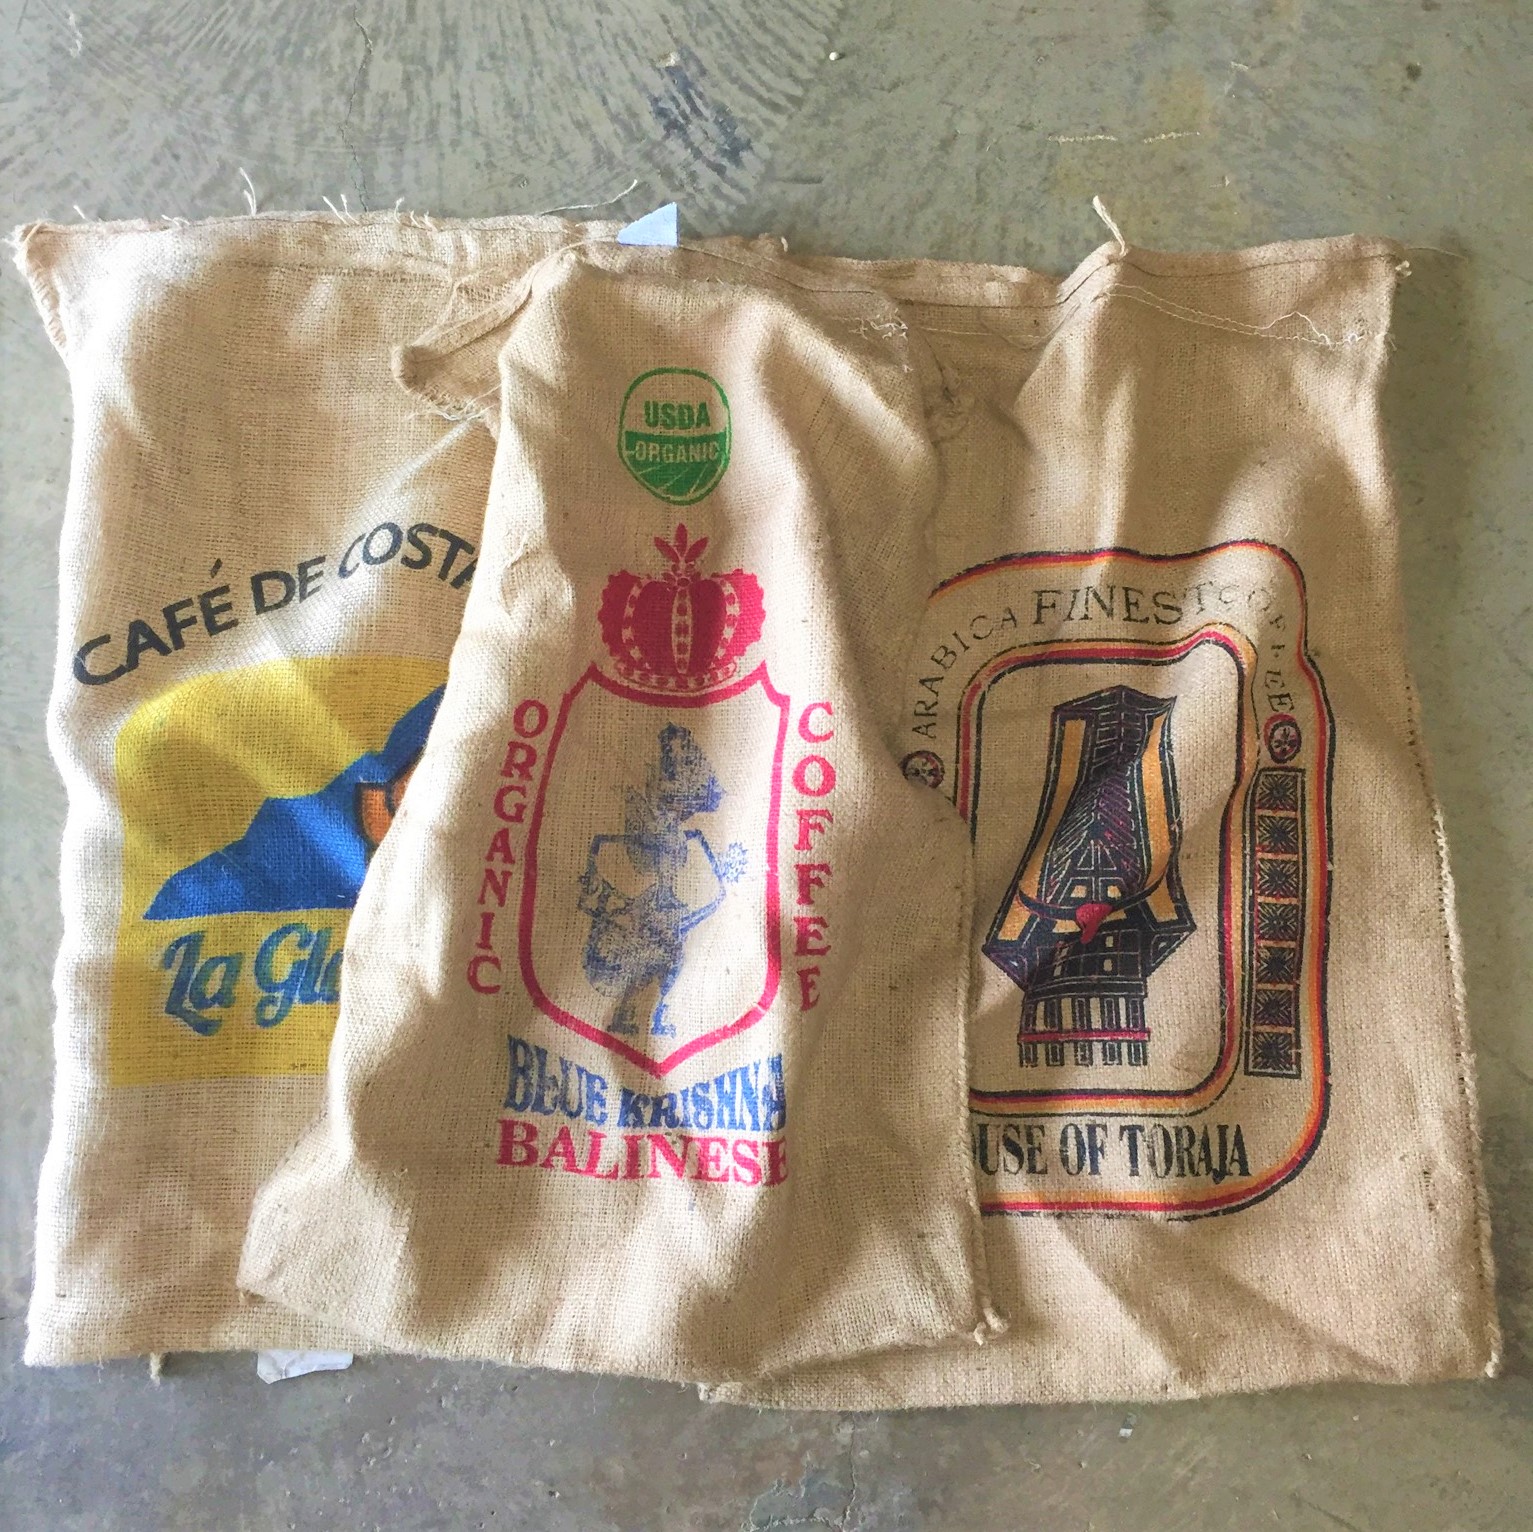 CAFÉ DE COSTA
La Gl
USDA
ORGANIC
ORGANIC
COFFEE
BLUE KRISHNA
BALINESE
ARABICA FINEST COFFEE
OUSE OF TORAJA